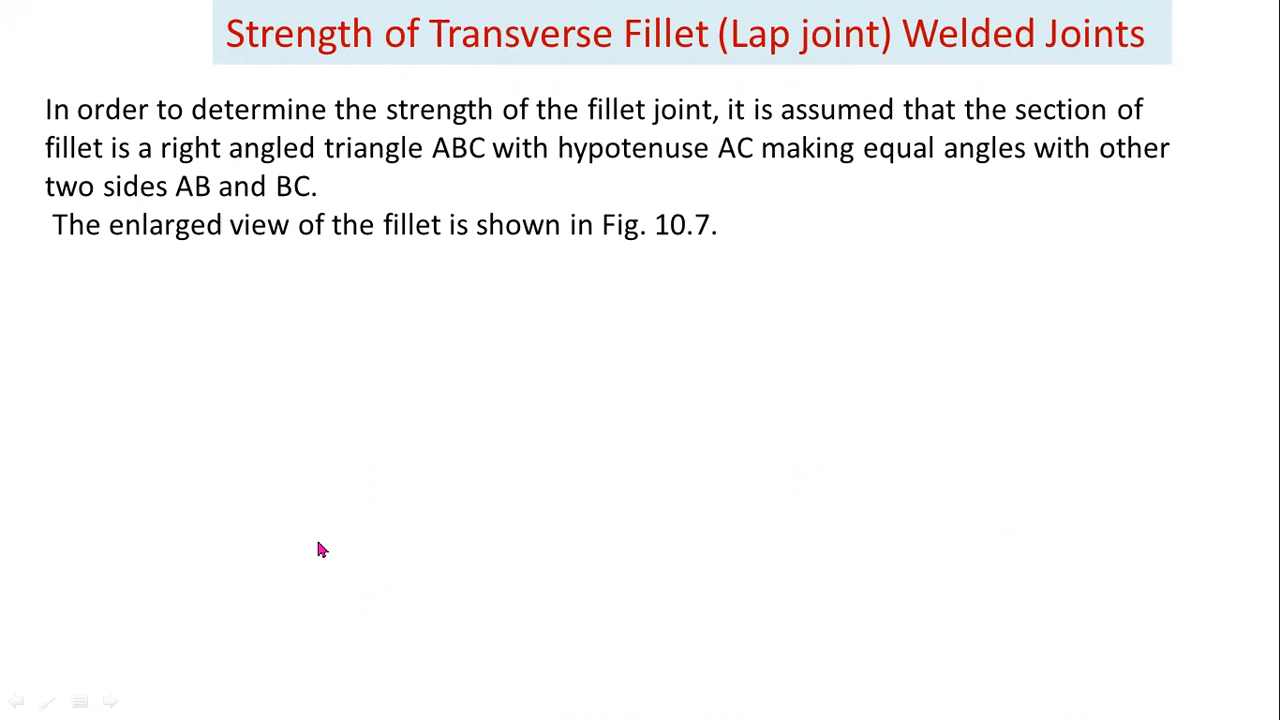 Strength of Transverse Fillet (Lap joint) Welded Joints
In order to determine the strength of the fillet joint, it is assumed that the section of
fillet is a right angled triangle ABC with hypotenuse AC making equal angles with other
two sides AB and BC.
The enlarged view of the fillet is shown in Fig. 10.7.